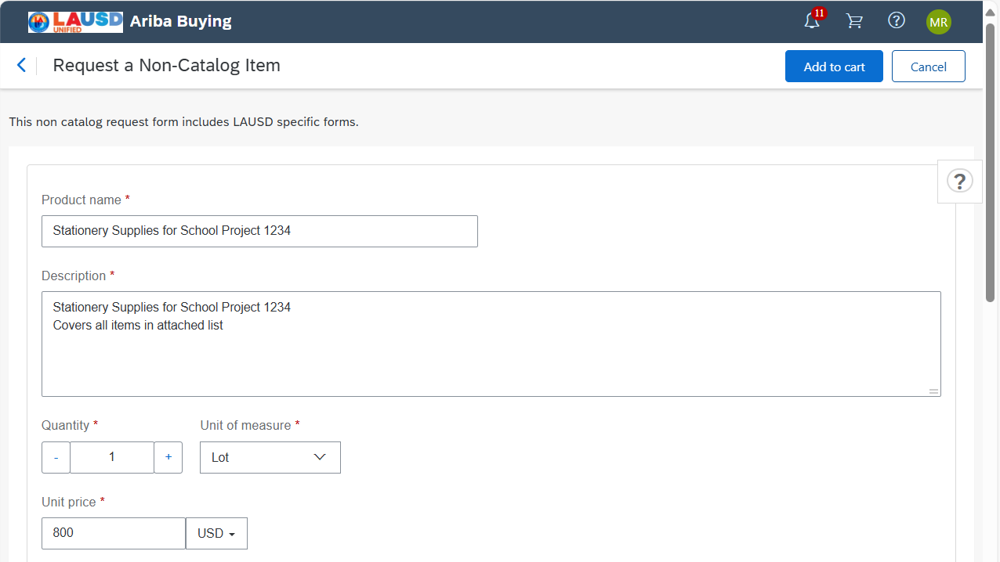 LAUSD
UNIFIED
Ariba Buying
11
MR
Request a Non-Catalog Item
Add to cart
Cancel
This non catalog request form includes LAUSD specific forms.
?
Product name *
Stationery Supplies for School Project 1234
Description *
Stationery Supplies for School Project 1234
Covers all items in attached list
Quantity *
Unit of measure *
- 1 +
Lot
Unit price *
800
USD